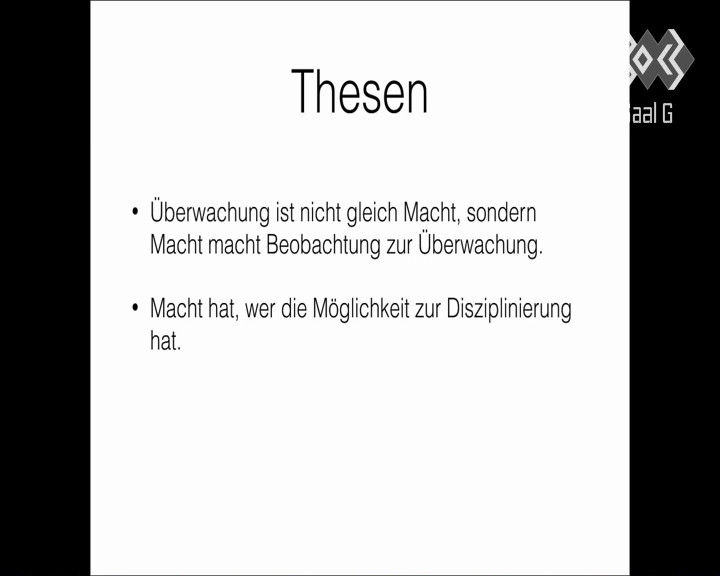 Thesen
• Überwachung ist nicht gleich Macht, sondern
Macht macht Beobachtung zur Überwachung.
• Macht hat, wer die Möglichkeit zur Disziplinierung
hat.
aal G